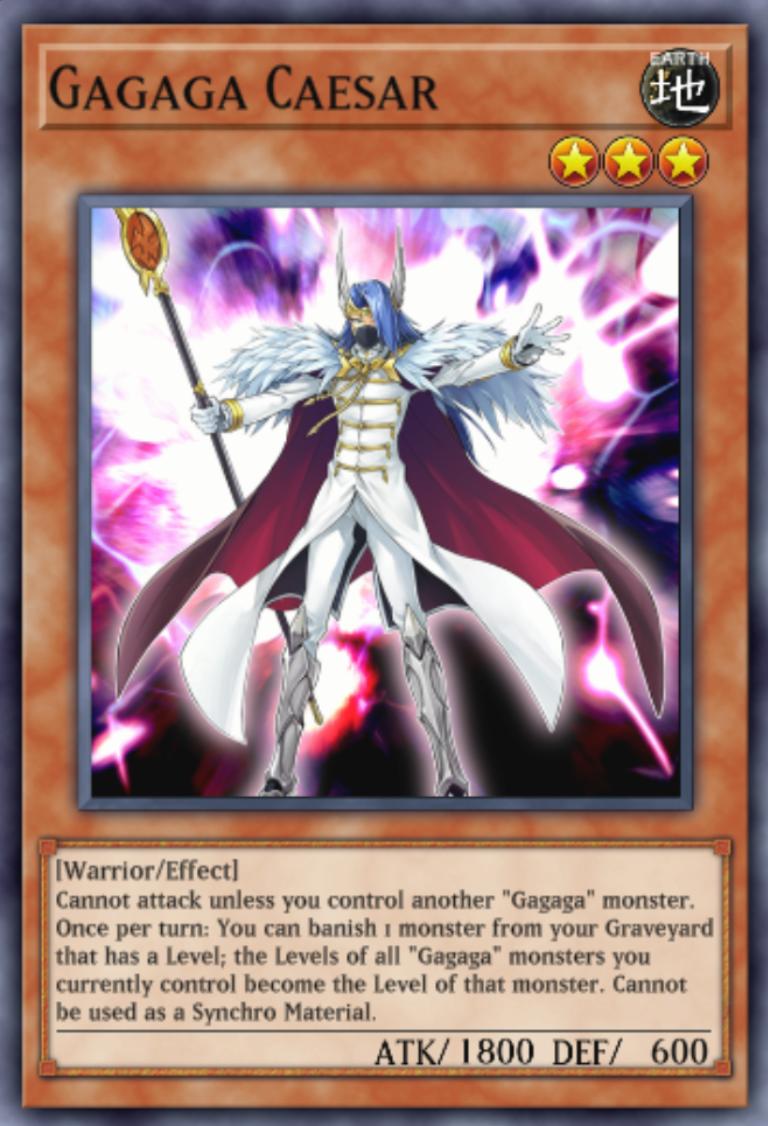 Gagaga Caesar
EARTH
地
[Warrior/Effect]
Cannot attack unless you control another "Gagaga" monster.
Once per turn: You can banish 1 monster from your Graveyard
that has a Level; the Levels of all "Gagaga" monsters you
currently control become the Level of that monster. Cannot
be used as a Synchro Material.
ATK/ 1800 DEF/ 600